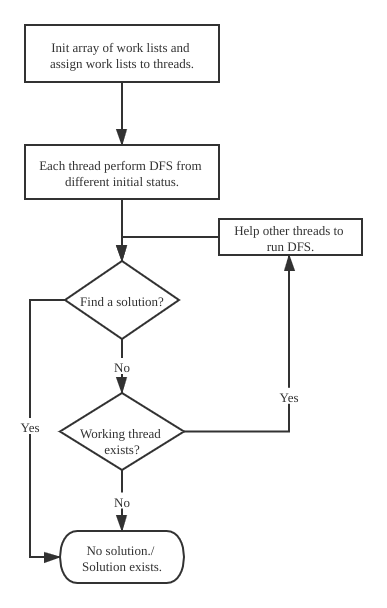 Init array of work lists and
assign work lists to threads.
Each thread perform DFS from
different initial status.
Help other threads to
run DFS.
Find a solution?
No
Yes
Yes
Working thread
exists?
No
No solution./
Solution exists.